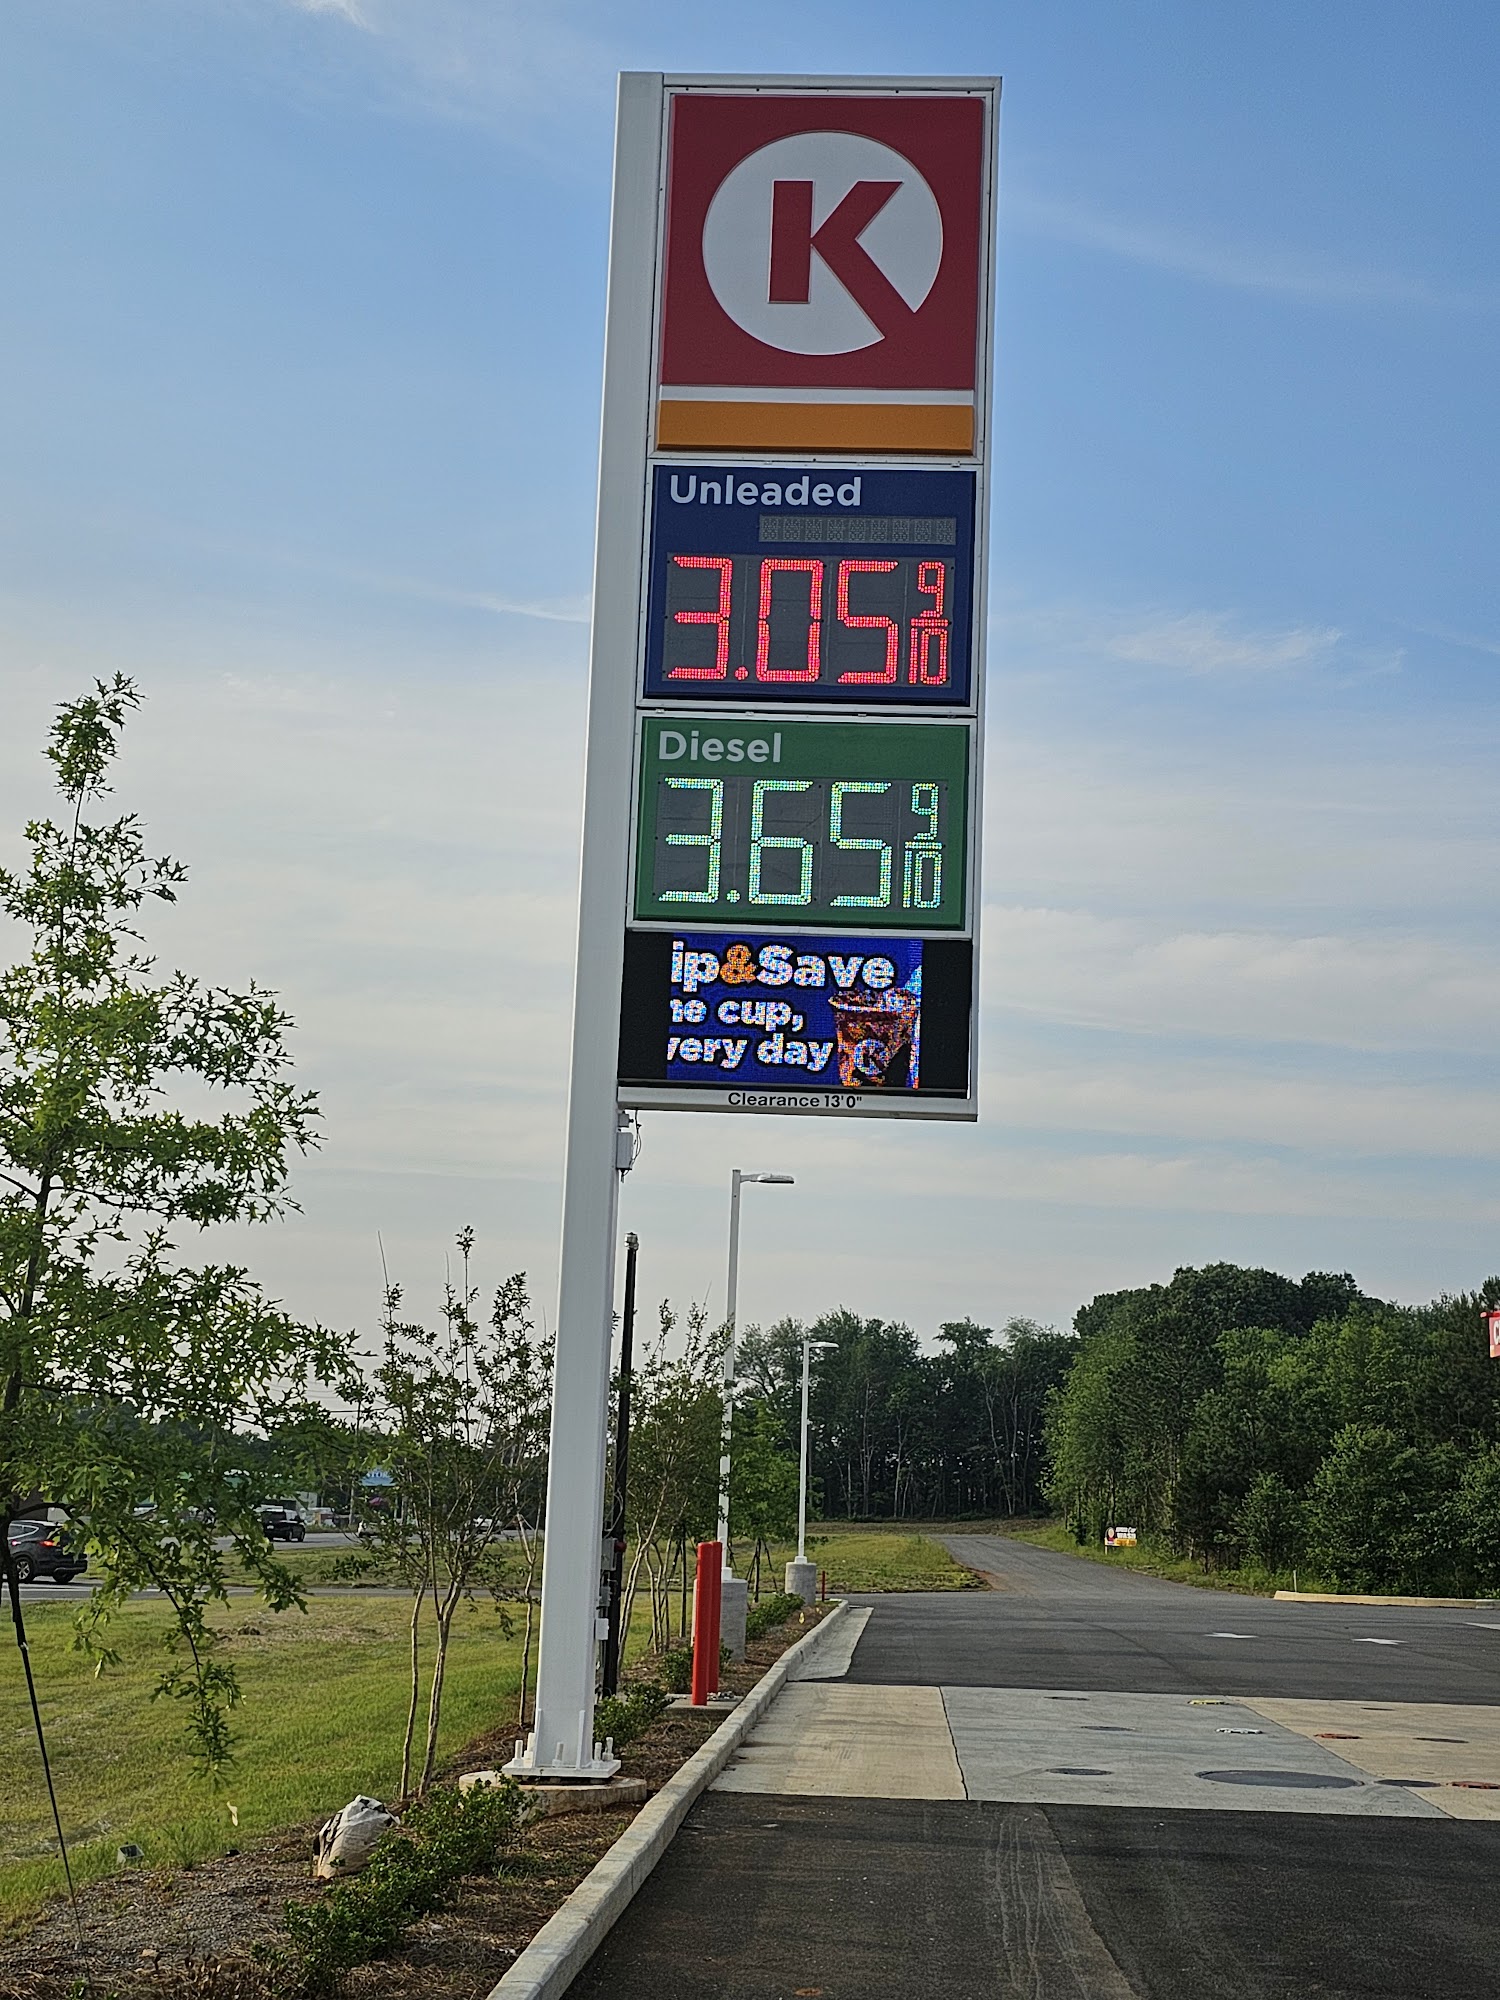 K
Unleaded
3.05 9/10
Diesel
3.65 9/10
ip&Save
cup,
very day
K
Clearance 13'0"